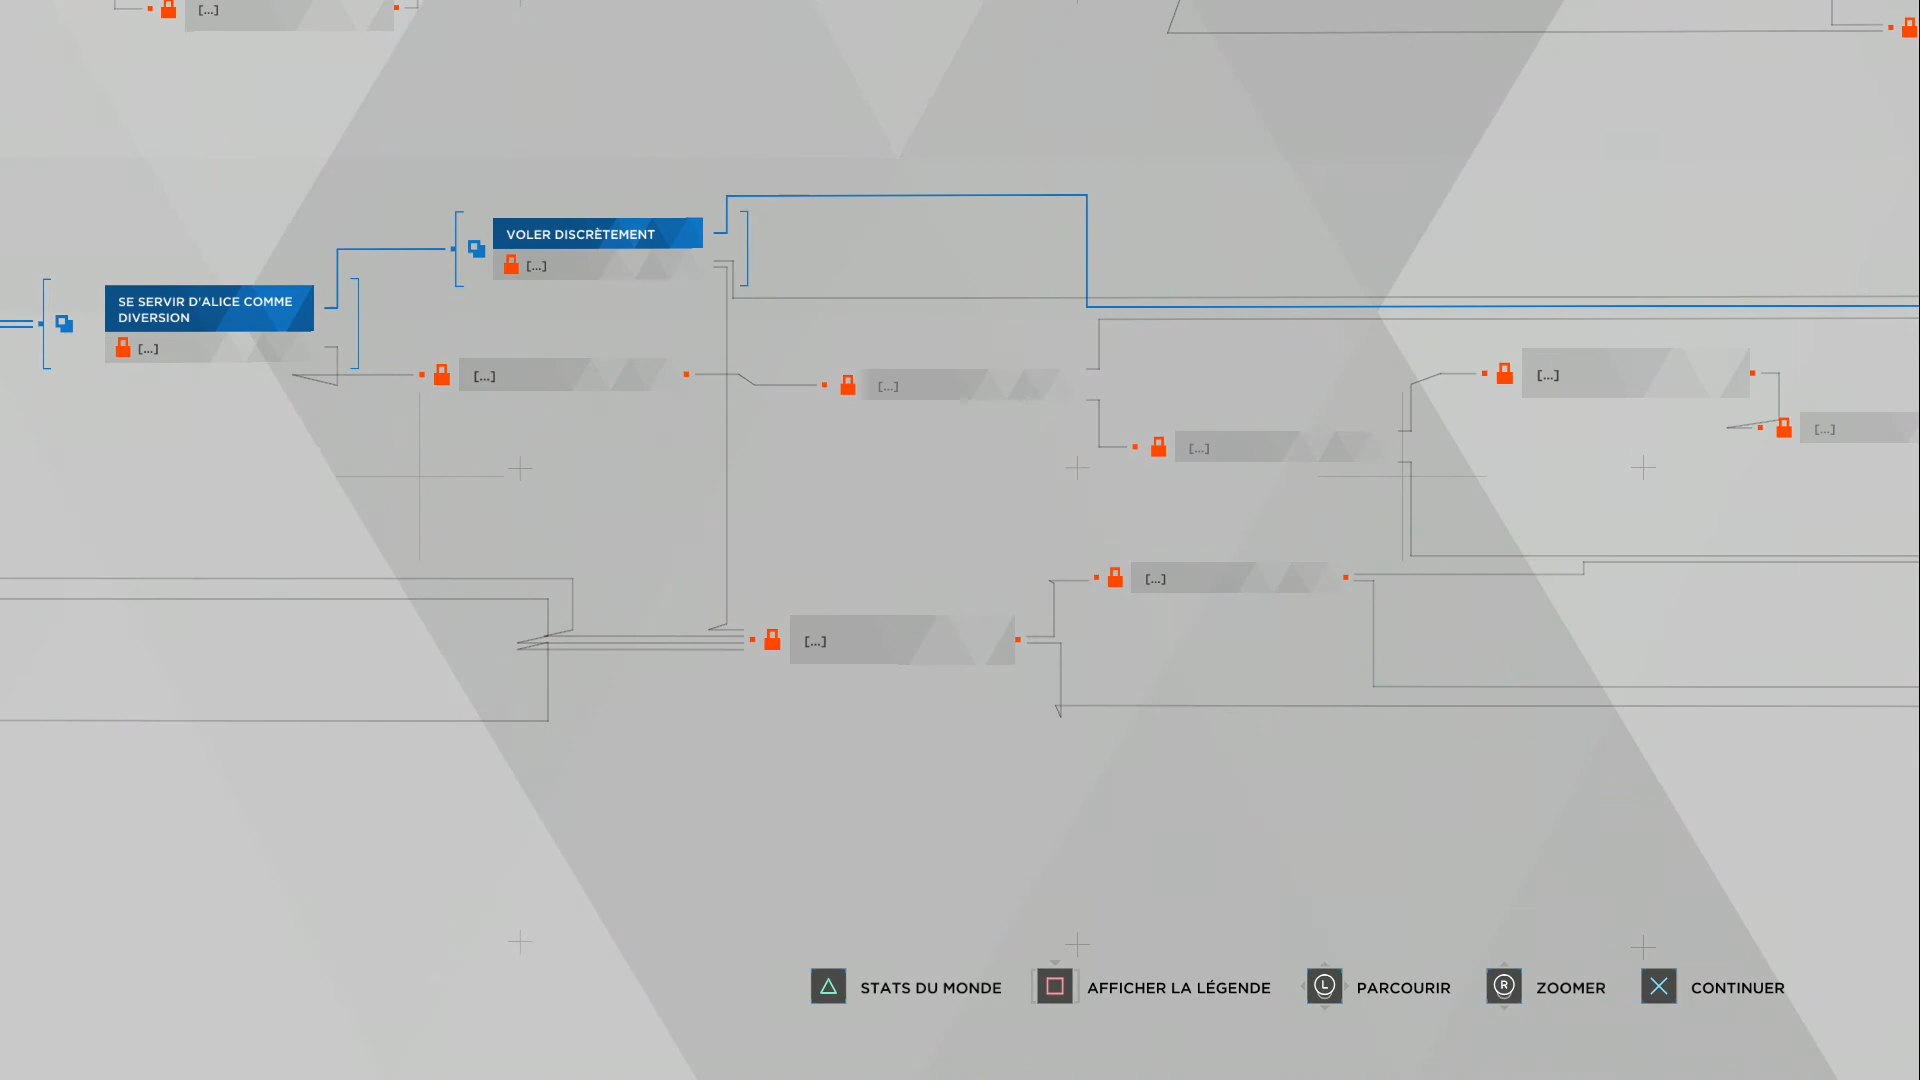 [...]
VOLER DISCRÈTEMENT
[...]
SE SERVIR D'ALICE COMME
DIVERSION
[...]
[...]
[...]
[...]
[...]
[...]
[...]
[...]
STATS DU MONDE
AFFICHER LA LÉGENDE
L
PARCOURIR
R
ZOOMER
CONTINUER